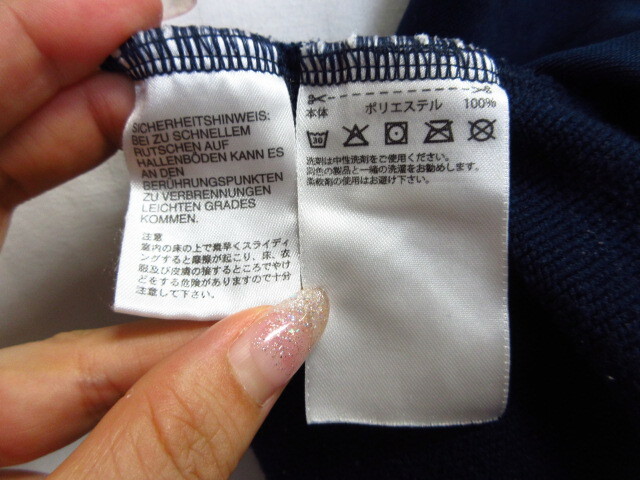 SICHERHEITSHINWEIS:
BEI ZU SCHNELLEM
RUTSCHEN AUF
HALLENBÖDEN KANN ES
AN DEN
BERÜHRUNGSPUNKTEN
ZU VERBRENNUNGEN
LEICHTEN GRADES
KOMMEN.
注意
室内の床の上で素早くスライディ
ングすると摩擦が起こり、床、衣
服及び皮膚の接するところでやけ
どをする危険がありますので十分
注意して下さい。
本体 ポリエステル 100%
30
洗剤は中性洗剤をご使用ください。
同色の製品と一緒の洗濯をお勧めします。
柔軟剤の使用はお避け下さい。